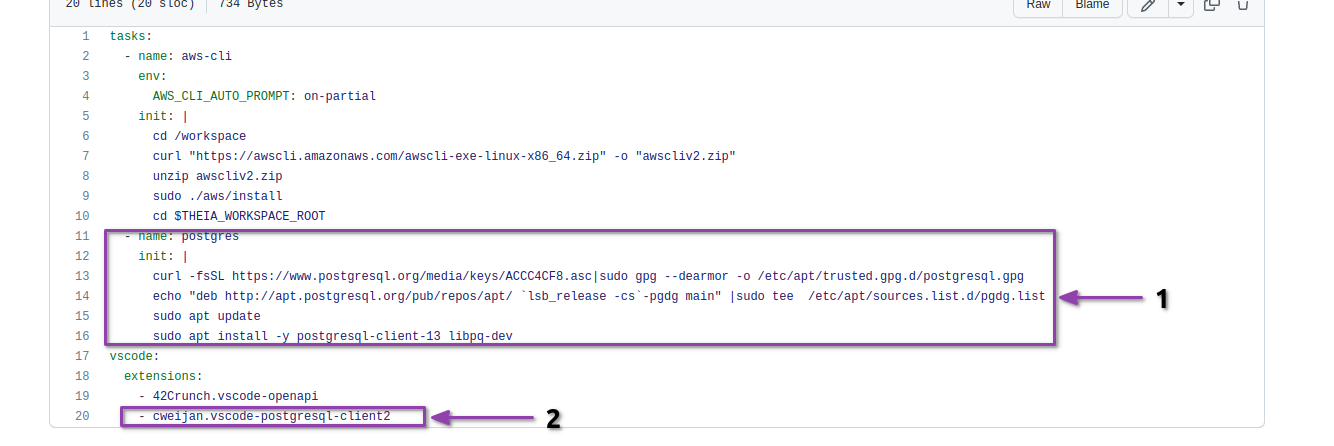 20 lines (20 sloc) 734 Bytes Raw Blame
1 tasks:
2 - name: aws-cli
3 env:
4 AWS_CLI_AUTO_PROMPT: on-partial
5 init: |
6 cd /workspace
7 curl "https://awscli.amazonaws.com/awscli-exe-linux-x86_64.zip" -o "awscliv2.zip"
8 unzip awscliv2.zip
9 sudo ./aws/install
10 cd $THEIA_WORKSPACE_ROOT
11 - name: postgres
12 init: |
13 curl -fsSL https://www.postgresql.org/media/keys/ACCC4CF8.asc|sudo gpg --dearmor -o /etc/apt/trusted.gpg.d/postgresql.gpg
14 echo "deb http://apt.postgresql.org/pub/repos/apt/ `lsb_release -cs`-pgdg main" |sudo tee  /etc/apt/sources.list.d/pgdg.list 1
15 sudo apt update
16 sudo apt install -y postgresql-client-13 libpq-dev
17 vscode:
18 extensions:
19 - 42Crunch.vscode-openapi
20 - cweijan.vscode-postgresql-client2 2